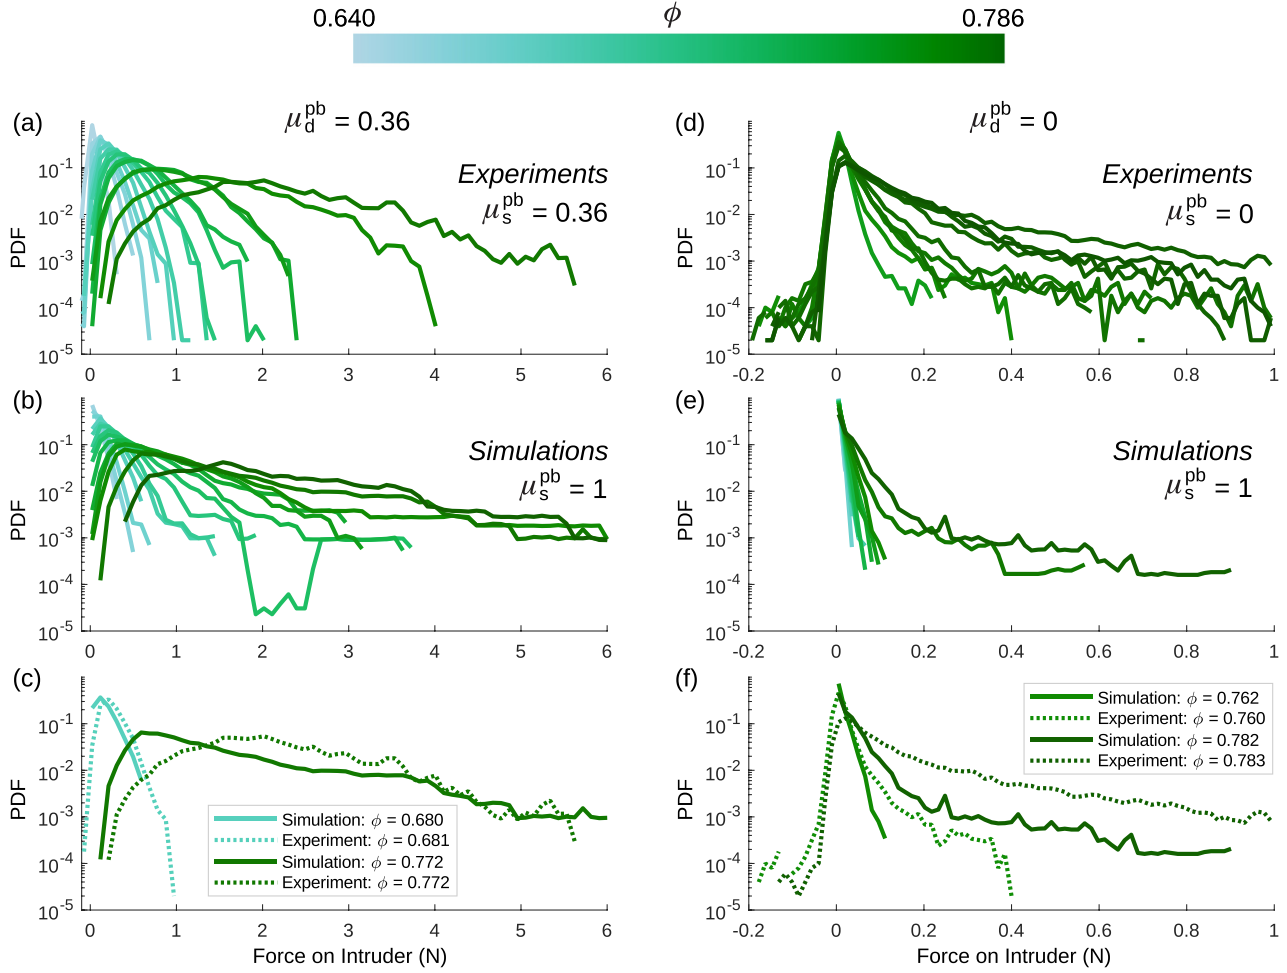 0.640 ϕ 0.786
(a) μ_d^pb = 0.36
Experiments
μ_s^pb = 0.36
PDF
10^-1
10^-2
10^-3
10^-4
10^-5
0 1 2 3 4 5 6
(d) μ_d^pb = 0
Experiments
μ_s^pb = 0
PDF
10^-1
10^-2
10^-3
10^-4
10^-5
-0.2 0 0.2 0.4 0.6 0.8 1
(b)
Simulations
μ_s^pb = 1
PDF
10^-1
10^-2
10^-3
10^-4
10^-5
0 1 2 3 4 5 6
(e)
Simulations
μ_s^pb = 1
PDF
10^-1
10^-2
10^-3
10^-4
10^-5
-0.2 0 0.2 0.4 0.6 0.8 1
(c)
PDF
10^-1
10^-2
10^-3
10^-4
10^-5
Simulation: ϕ = 0.680
Experiment: ϕ = 0.681
Simulation: ϕ = 0.772
Experiment: ϕ = 0.772
0 1 2 3 4 5 6
Force on Intruder (N)
(f)
Simulation: ϕ = 0.762
Experiment: ϕ = 0.760
Simulation: ϕ = 0.782
Experiment: ϕ = 0.783
PDF
10^-1
10^-2
10^-3
10^-4
10^-5
-0.2 0 0.2 0.4 0.6 0.8 1
Force on Intruder (N)